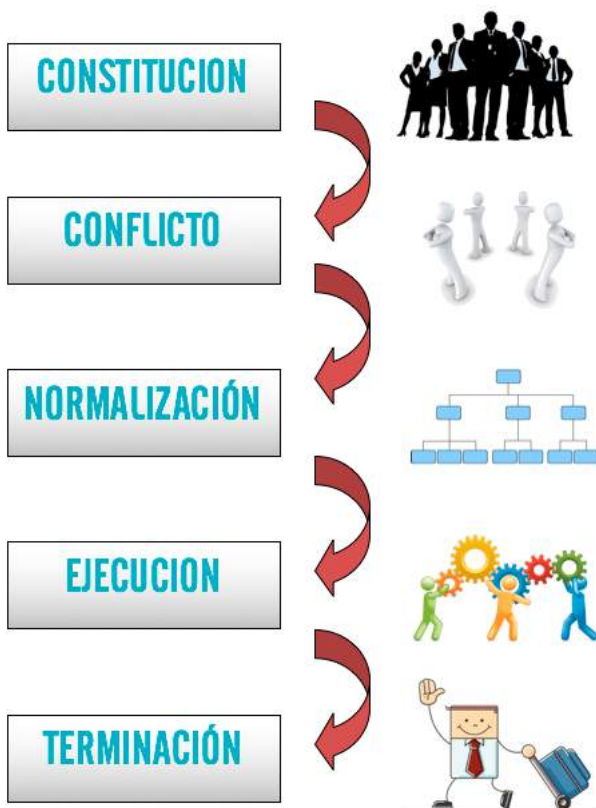 CONSTITUCION
CONFLICTO
NORMALIZACIÓN
EJECUCION
TERMINACIÓN